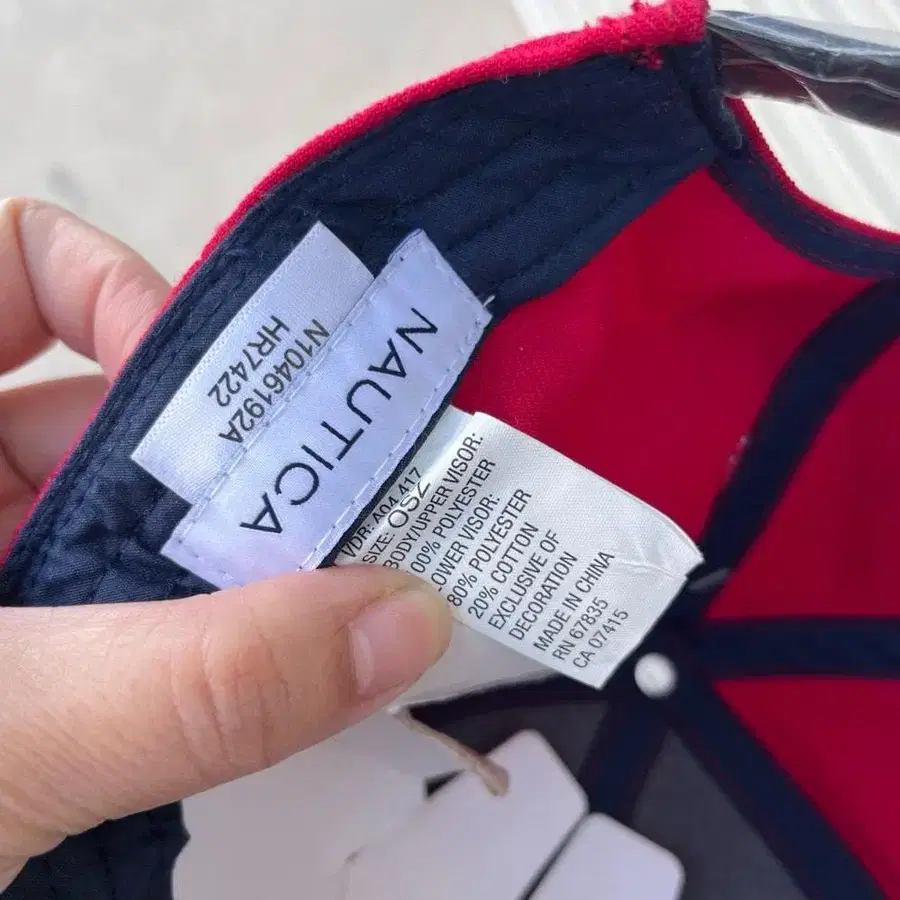 N1046192A
HR7422
NAUTICA
VDR: A04 417
SIZE: OSZ
BODY/UPPER VISOR:
100% POLYESTER
LOWER VISOR:
80% POLYESTER
20% COTTON
EXCLUSIVE OF
DECORATION
MADE IN CHINA
RN 67835
CA 07415